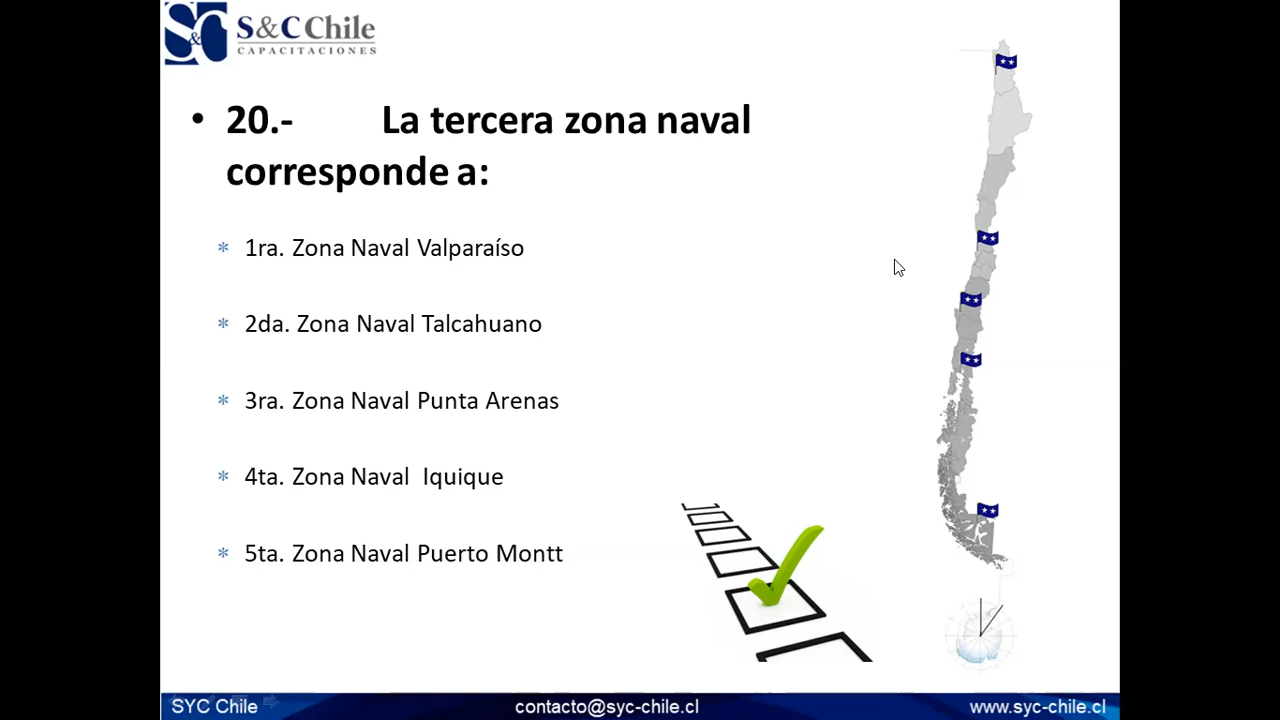 S&C Chile
CAPACITACIONES
• 20.- La tercera zona naval
corresponde a:
* 1ra. Zona Naval Valparaíso
* 2da. Zona Naval Talcahuano
* 3ra. Zona Naval Punta Arenas
* 4ta. Zona Naval Iquique
* 5ta. Zona Naval Puerto Montt
SYC Chile contacto@syc-chile.cl www.syc-chile.cl